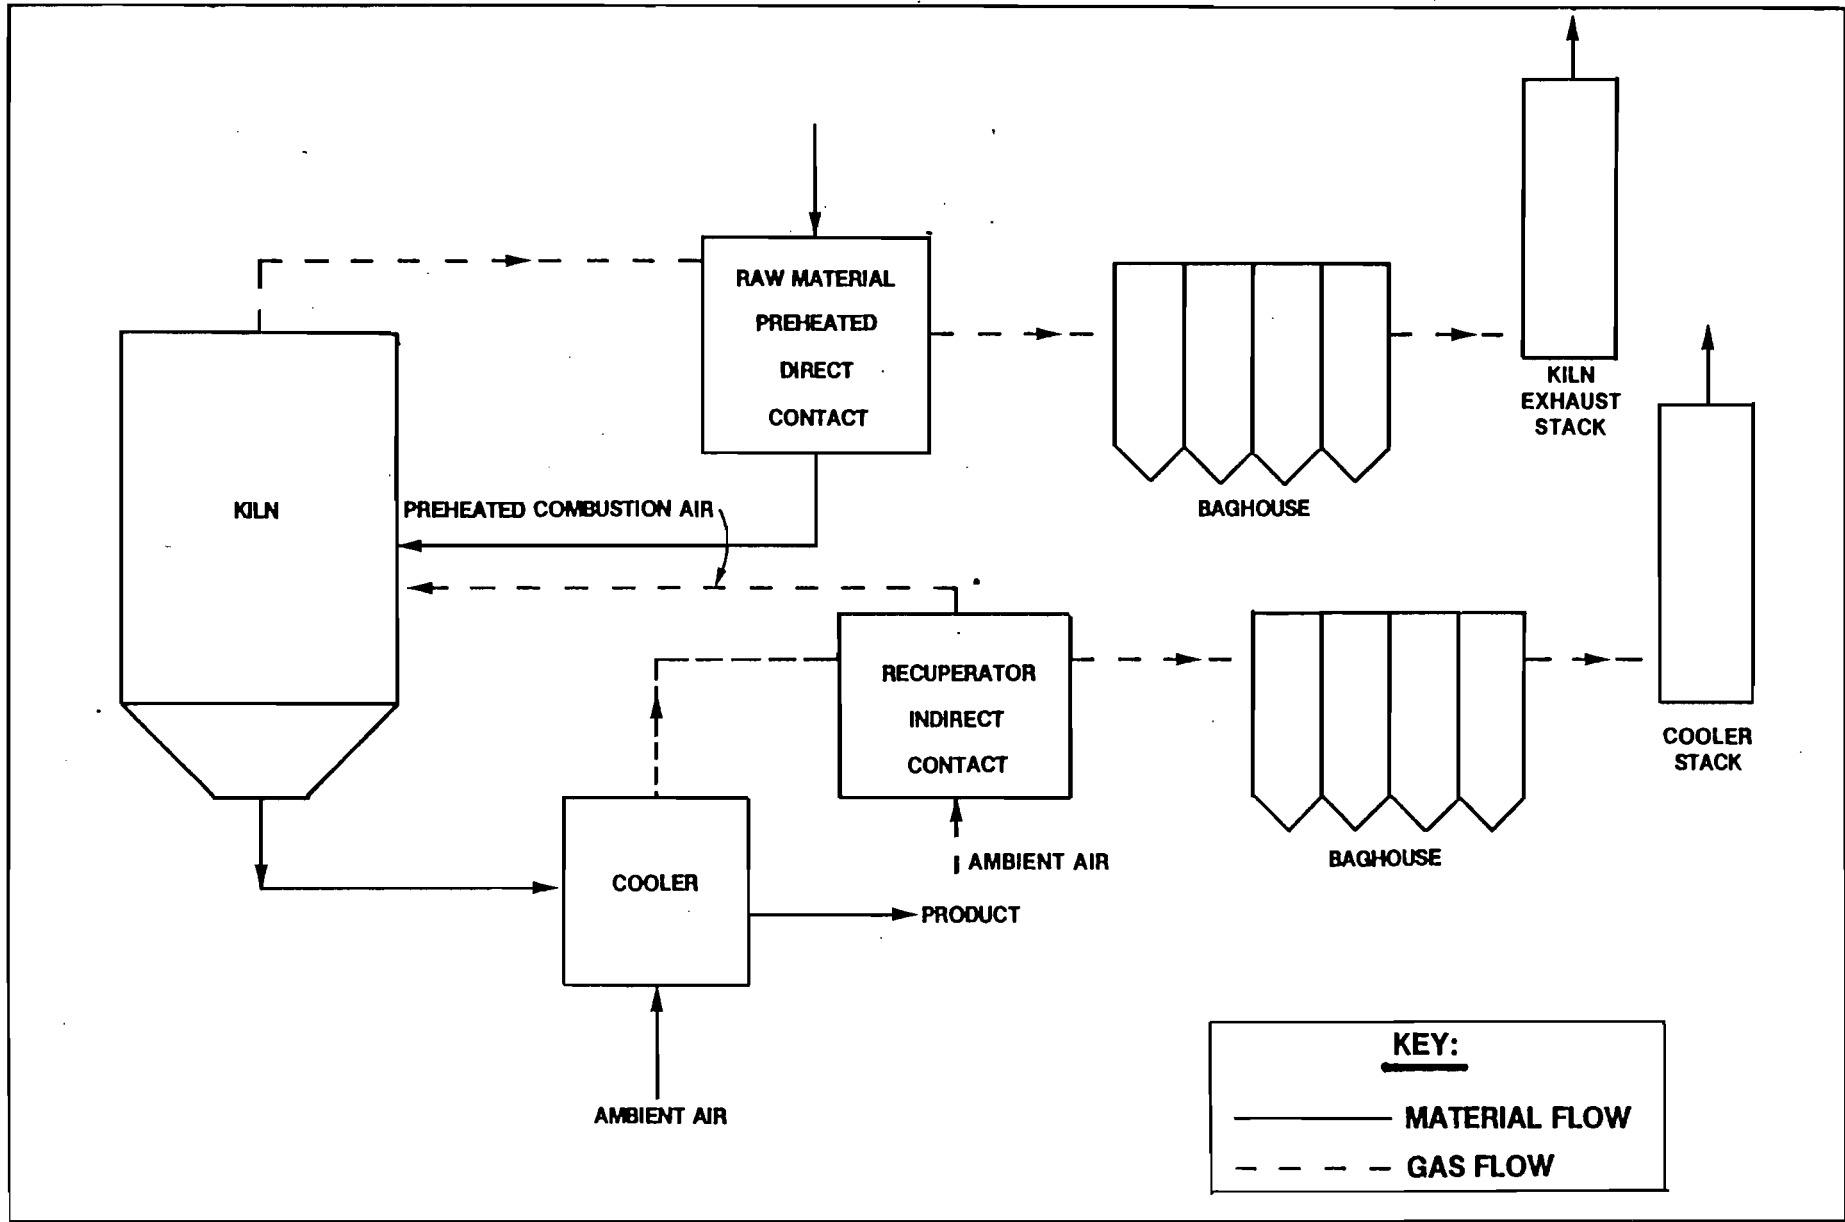 RAW MATERIAL
PREHEATED
DIRECT
CONTACT
KILN
EXHAUST
STACK
KILN
PREHEATED COMBUSTION AIR
BAGHOUSE
RECUPERATOR
INDIRECT
CONTACT
COOLER
STACK
AMBIENT AIR
BAGHOUSE
COOLER
PRODUCT
AMBIENT AIR
KEY:
MATERIAL FLOW
GAS FLOW